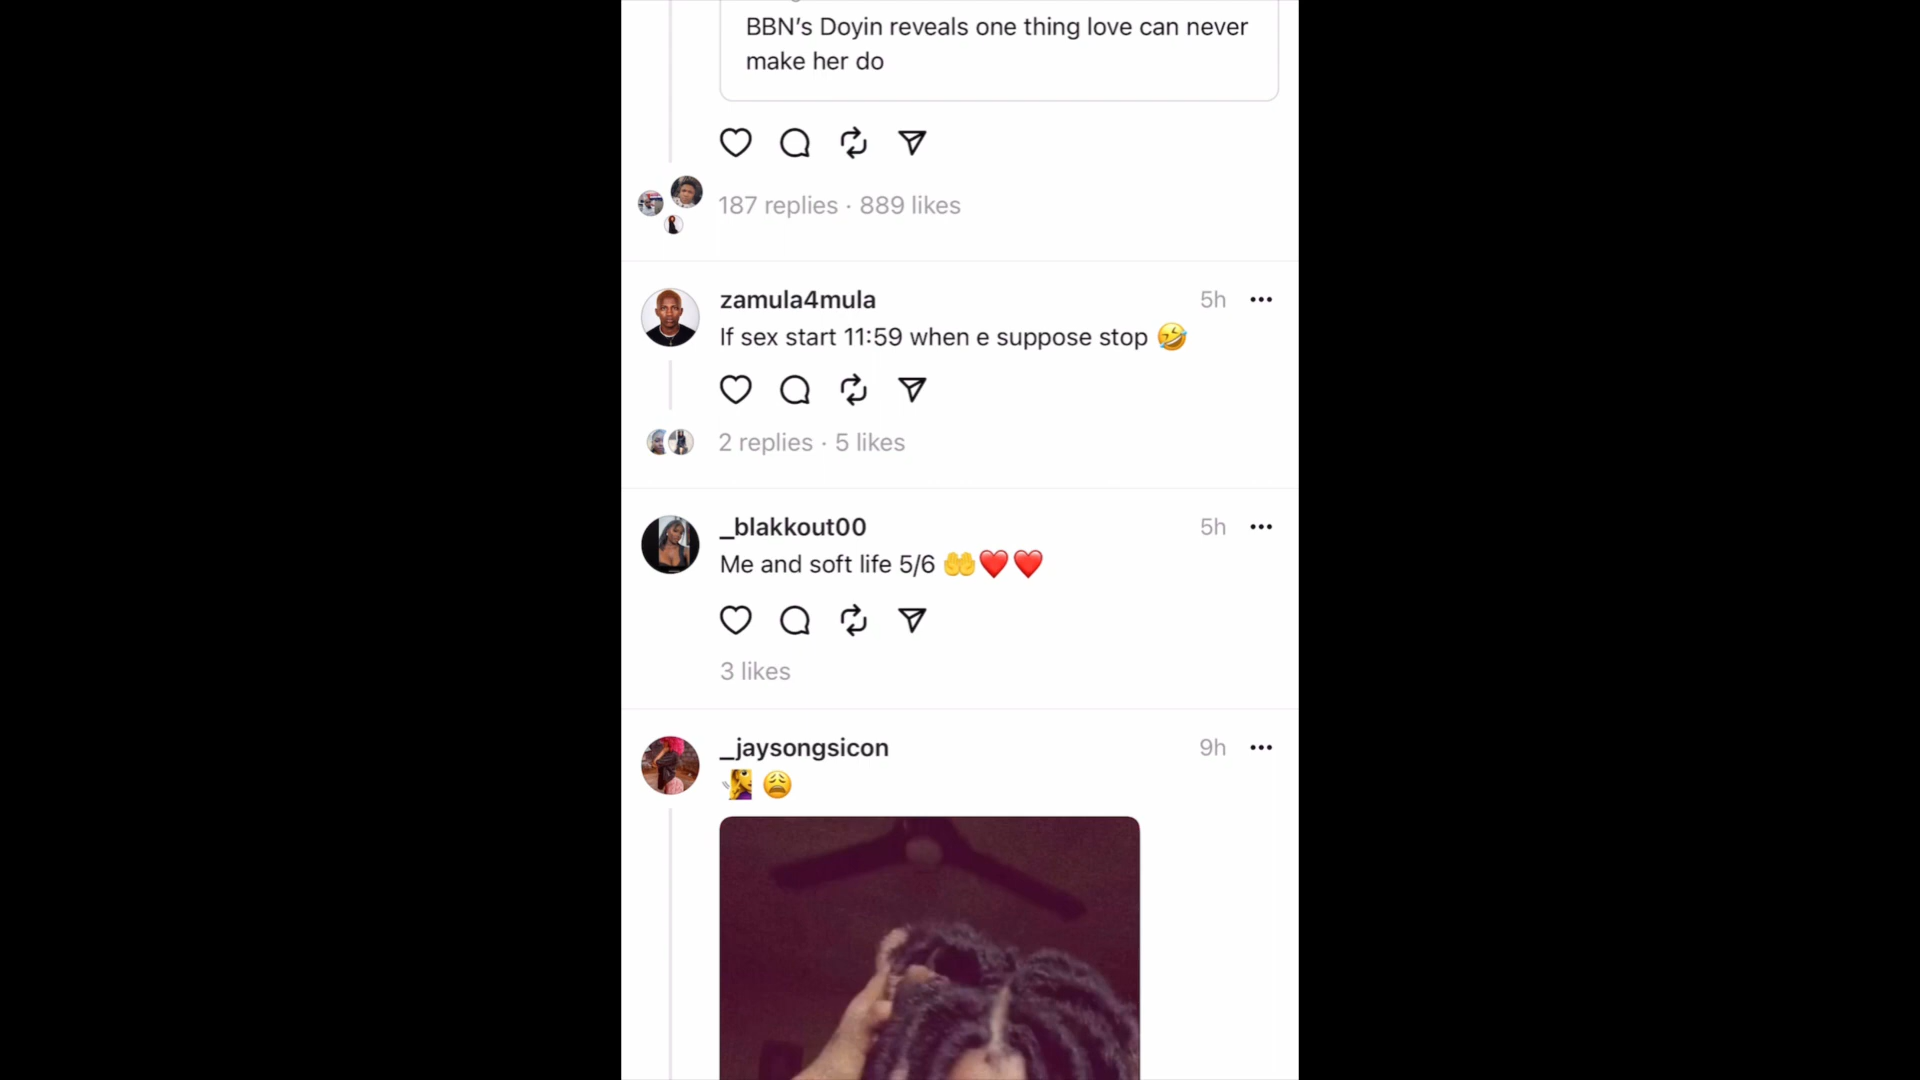 BBN's Doyin reveals one thing love can never
make her do
187 replies · 889 likes
zamula4mula 5h
If sex start 11:59 when e suppose stop 🤣
2 replies · 5 likes
_blakkout00 5h
Me and soft life 5/6 🤲❤️❤️
3 likes
_jaysongsicon 9h